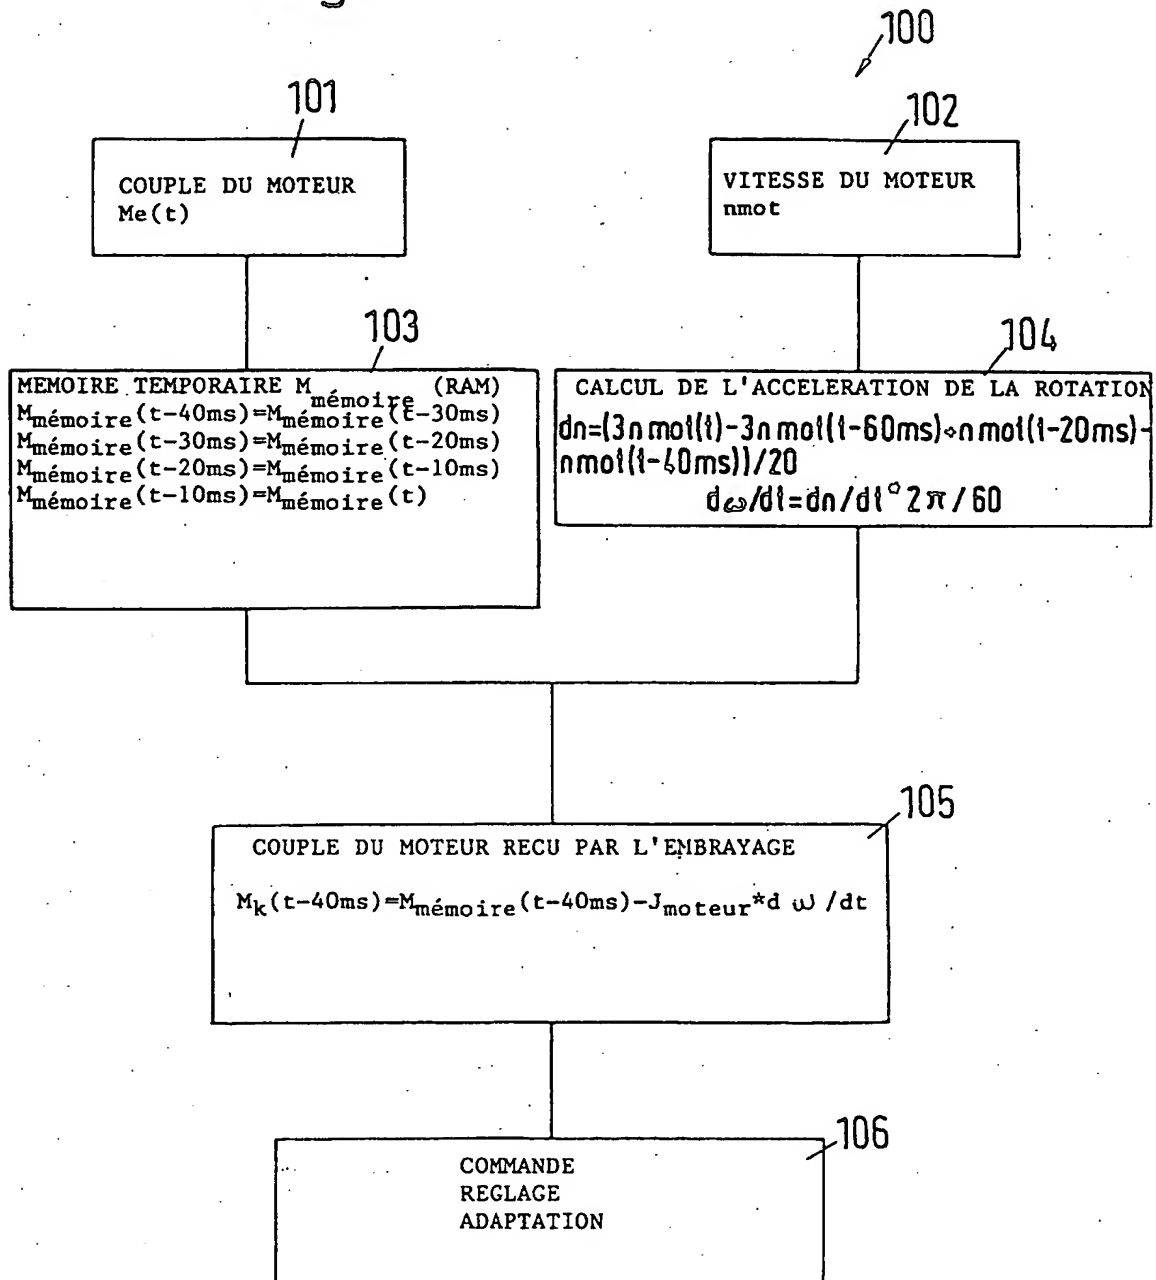 100
101
102
COUPLE DU MOTEUR
Me(t)
VITESSE DU MOTEUR
nmot
103
104
MEMOIRE TEMPORAIRE Mmémoire (RAM)
Mmémoire(t-40ms)=Mmémoire(t-30ms)
Mmémoire(t-30ms)=Mmémoire(t-20ms)
Mmémoire(t-20ms)=Mmémoire(t-10ms)
Mmémoire(t-10ms)=Mmémoire(t)
CALCUL DE L'ACCELERATION DE LA ROTATION
dn=(3nmot(t)-3nmot(t-60ms)+nmot(t-20ms)-
nmot(t-40ms))/20
dω/dt=dn/dt°2π/60
105
COUPLE DU MOTEUR RECU PAR L'EMBRAYAGE
Mk(t-40ms)=Mmémoire(t-40ms)-Jmoteur*d ω /dt
106
COMMANDE
REGLAGE
ADAPTATION